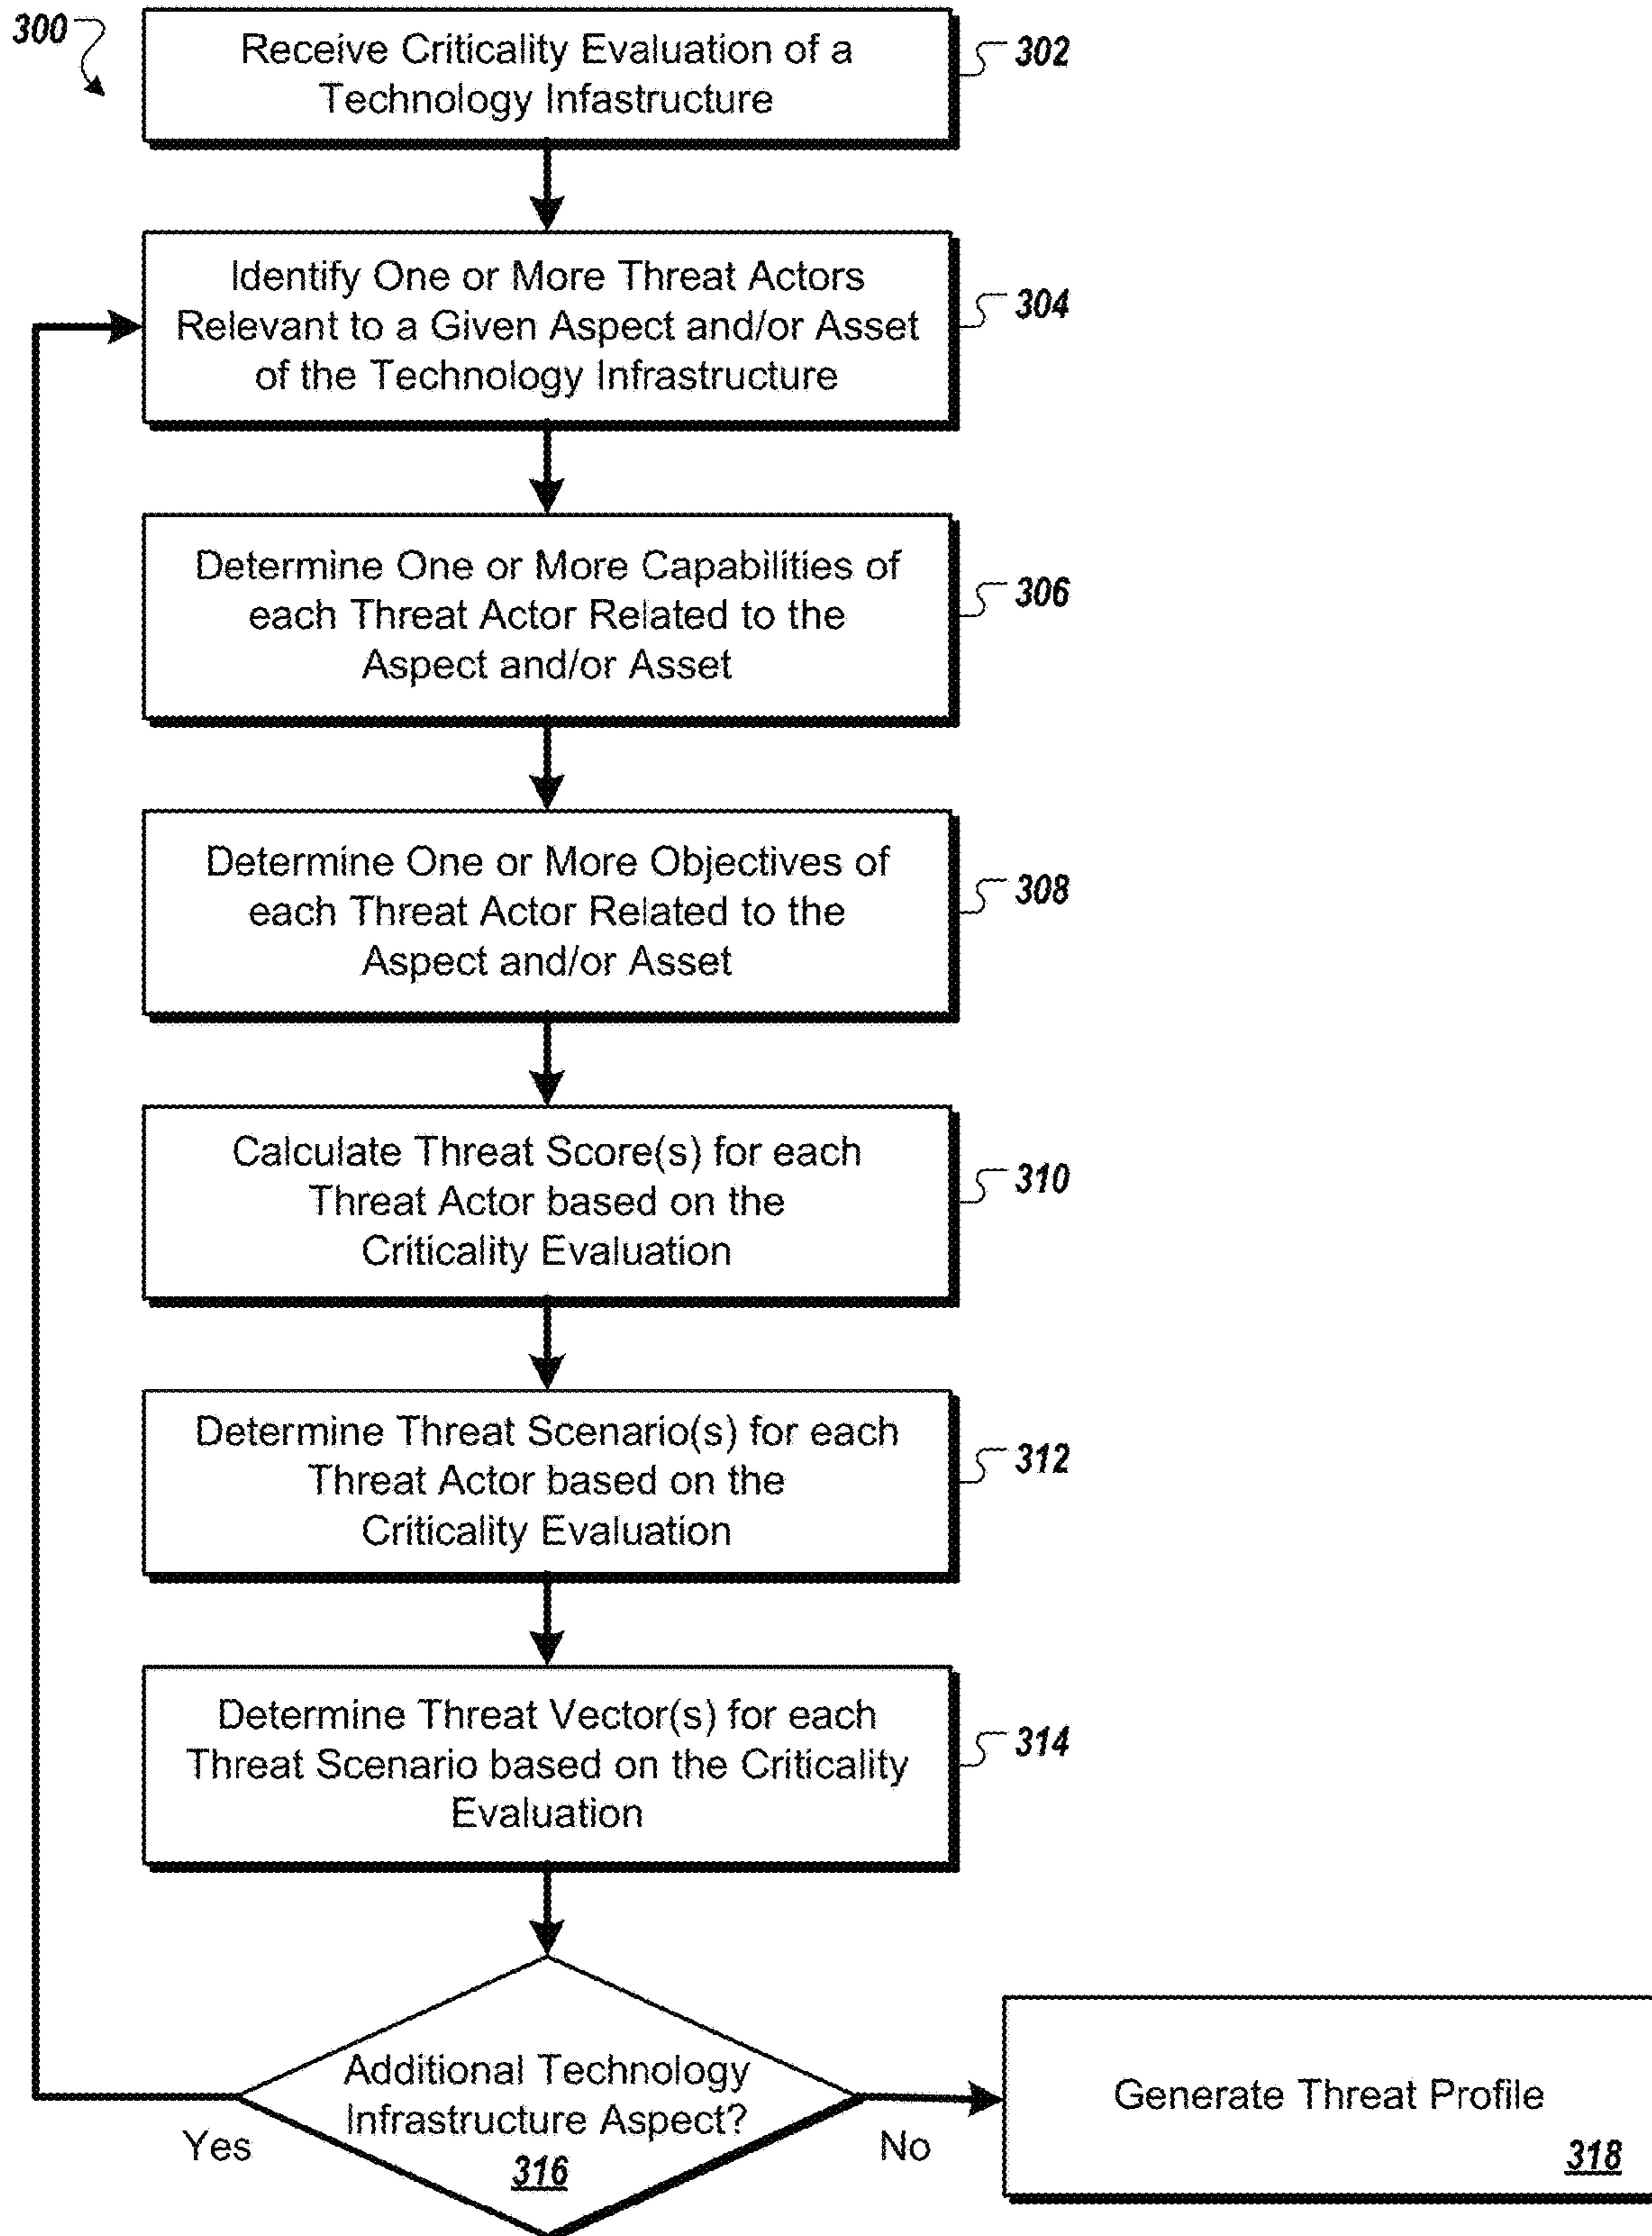 300
Receive Criticality Evaluation of a
Technology Infastructure
302
Identify One or More Threat Actors
Relevant to a Given Aspect and/or Asset
of the Technology Infrastructure
304
Determine One or More Capabilities of
each Threat Actor Related to the
Aspect and/or Asset
306
Determine One or More Objectives of
each Threat Actor Related to the
Aspect and/or Asset
308
Calculate Threat Score(s) for each
Threat Actor based on the
Criticality Evaluation
310
Determine Threat Scenario(s) for each
Threat Actor based on the
Criticality Evaluation
312
Determine Threat Vector(s) for each
Threat Scenario based on the Criticality
Evaluation
314
Additional Technology
Infrastructure Aspect?
316
Yes
No
Generate Threat Profile
318